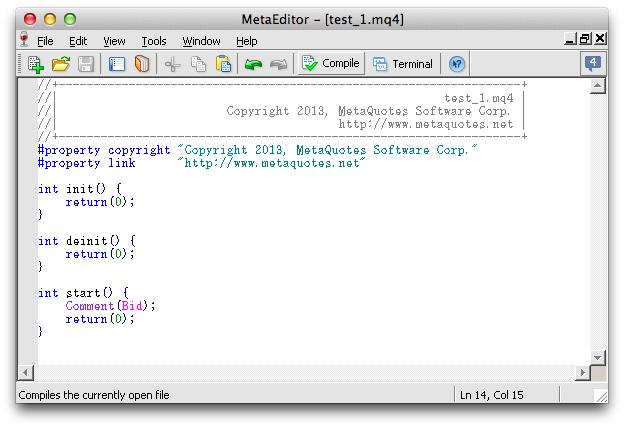 MetaEditor - [test_1.mq4]
File Edit View Tools Window Help
Compile Terminal 4
//+------------------------------------------------------------------+
//| test_1.mq4 |
//| Copyright 2013, MetaQuotes Software Corp. |
//| http://www.metaquotes.net |
//+------------------------------------------------------------------+
#property copyright "Copyright 2013, MetaQuotes Software Corp."
#property link "http://www.metaquotes.net"
int init() {
return(0);
}
int deinit() {
return(0);
}
int start() {
Comment(Bid);
return(0);
}
Compiles the currently open file Ln 14, Col 15